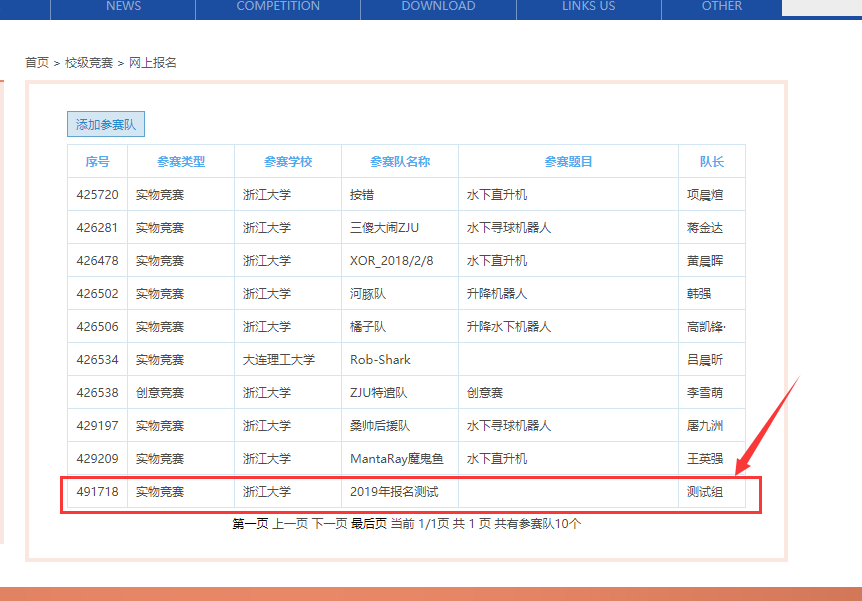 NEWS COMPETITION DOWNLOAD LINKS US OTHER
首页 > 校级竞赛 > 网上报名
添加参赛队
序号 参赛类型 参赛学校 参赛队名称 参赛题目 队长
425720 实物竞赛 浙江大学 按错 水下直升机 项晨煊
426281 实物竞赛 浙江大学 三傻大闹ZJU 水下寻球机器人 蒋金达
426478 实物竞赛 浙江大学 XOR_2018/2/8 水下直升机 黄晨晖
426502 实物竞赛 浙江大学 河豚队 升降机器人 韩强
426506 实物竞赛 浙江大学 橘子队 升降水下机器人 高凯锋·
426534 实物竞赛 大连理工大学 Rob-Shark 吕晨昕
426538 创意竞赛 浙江大学 ZJU特遣队 创意赛 李雪萌
429197 实物竞赛 浙江大学 桑帅后援队 水下寻球机器人 屠九洲
429209 实物竞赛 浙江大学 MantaRay魔鬼鱼 水下直升机 王英强
491718 实物竞赛 浙江大学 2019年报名测试 测试组
第一页 上一页 下一页 最后页 当前 1/1页 共 1 页 共有参赛队10个